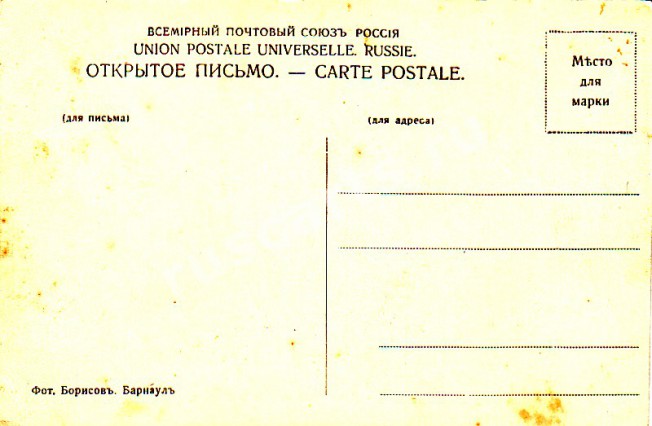 ВСЕМІРНЫЙ ПОЧТОВЫЙ СОЮЗЪ РОССІЯ
UNION POSTALE UNIVERSELLE. RUSSIE.
ОТКРЫТОЕ ПИСЬМО. — CARTE POSTALE.
Мѣсто
для
марки
(для письма)
(для адреса)
Фот. Борисовъ. Барнаулъ